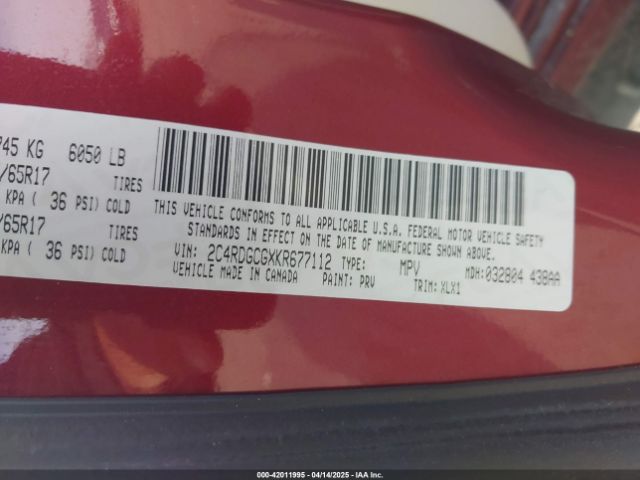 745 KG 6050 LB
/65R17 TIRES
KPA ( 36 PSI) COLD
/65R17 TIRES
KPA ( 36 PSI) COLD
THIS VEHICLE CONFORMS TO ALL APPLICABLE U.S.A. FEDERAL MOTOR VEHICLE SAFETY
STANDARDS IN EFFECT ON THE DATE OF MANUFACTURE SHOWN ABOVE.
VIN: 2C4RDGCGXKR677112 TYPE: MPV MDH:032804 438AA
VEHICLE MADE IN CANADA PAINT: PRV TRIM:XLX1
000-42011995 04/14/2025 IAA Inc.